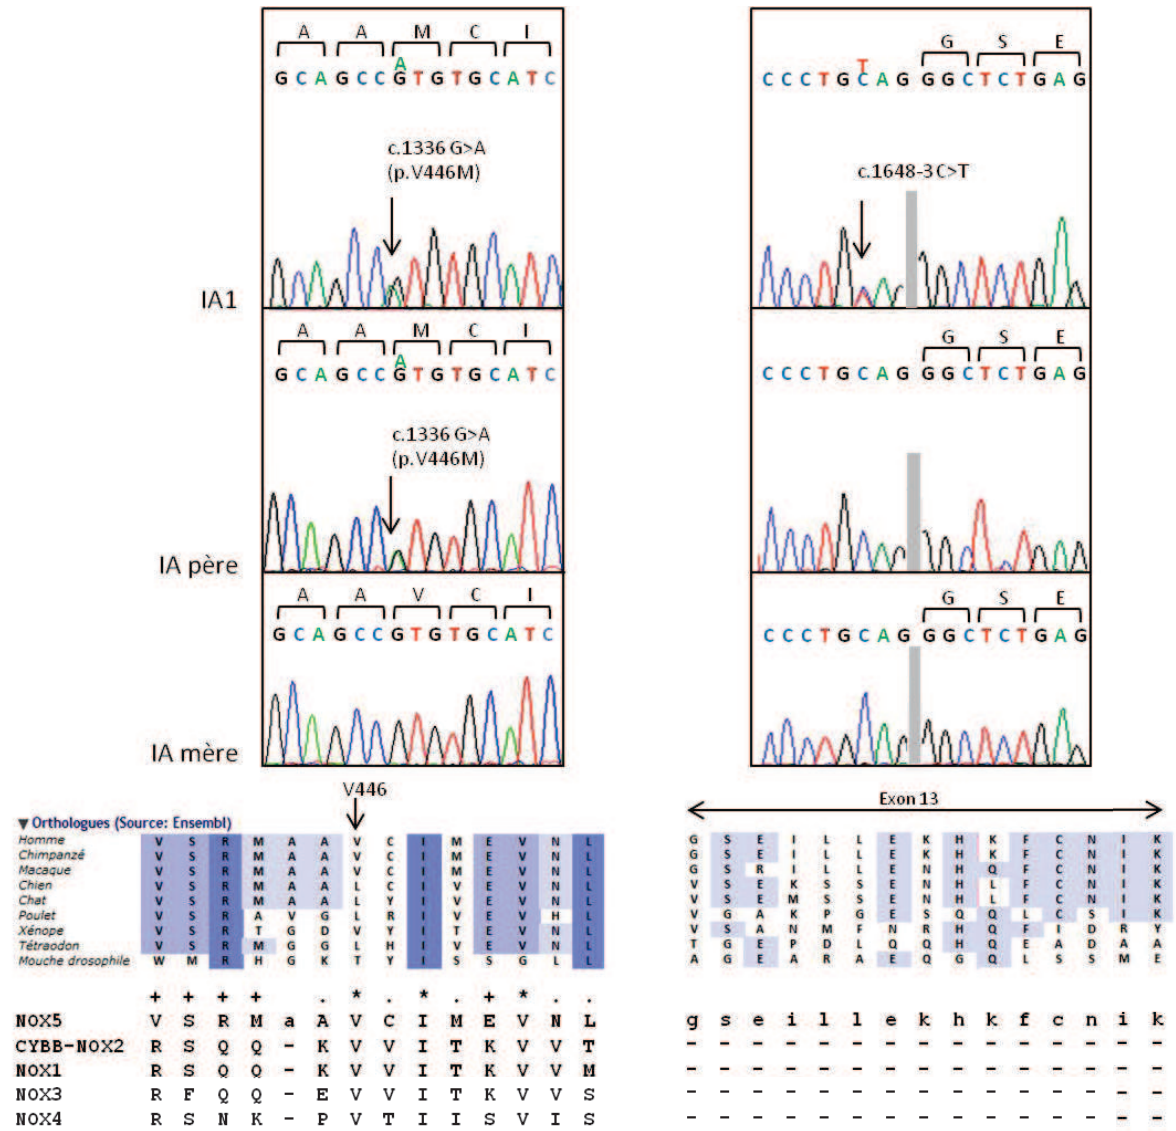 A A M C I
A
G C A G C C G T G T G C A T C
c.1336 G>A
(p.V446M)
IA1
G S E
T
C C C T G C A G G G C T C T G A G
c.1648-3C>T
A A M C I
A
G C A G C C G T G T G C A T C
c.1336 G>A
(p.V446M)
IA père
G S E
C C C T G C A G G G C T C T G A G
A A V C I
G C A G C C G T G T G C A T C
IA mère
G S E
C C C T G C A G G G C T C T G A G
V446
Exon 13
▼ Orthologues (Source: Ensembl)
Homme V S R M A A V C I M E V N L G S E I L L E K H K F C N I K
Chimpanzé V S R M A A V C I M E V N L G S E I L L E K H K F C N I K
Macaque V S R M A A V C I M E V N L G S R I L L E N H Q F C N I K
Chien V S R M A A L C I V E V N L V S E K S S E N H L F C N I K
Chat V S R M A A L Y I V E V N L V S E M S S E N H L F C N I K
Poulet V S R A V G L R I V E V H L V G A K P G E S Q Q L C S I K
Xénope V S R T G D V Y I T E V N L V S A N M F N R H Q F I D R Y
Tétraodon V S R M G G L H I V E V N L T G E P D L Q Q H Q E A D A A
Mouche drosophile W M R H G K T Y I S S G L L A G E A R A E Q G Q L S S M E
+ + + + . * . * . + * . .
NOX5 V S R M a A V C I M E V N L g s e i l l e k h k f c n i k
CYBB-NOX2 R S Q Q - K V V I T K V V T - - - - - - - - - - - - - - -
NOX1 R S Q Q - K V V I T K V V M - - - - - - - - - - - - - - -
NOX3 R F Q Q - E V V I T K V V S - - - - - - - - - - - - - - -
NOX4 R S N K - P V T I I S V I S - - - - - - - - - - - - - - -